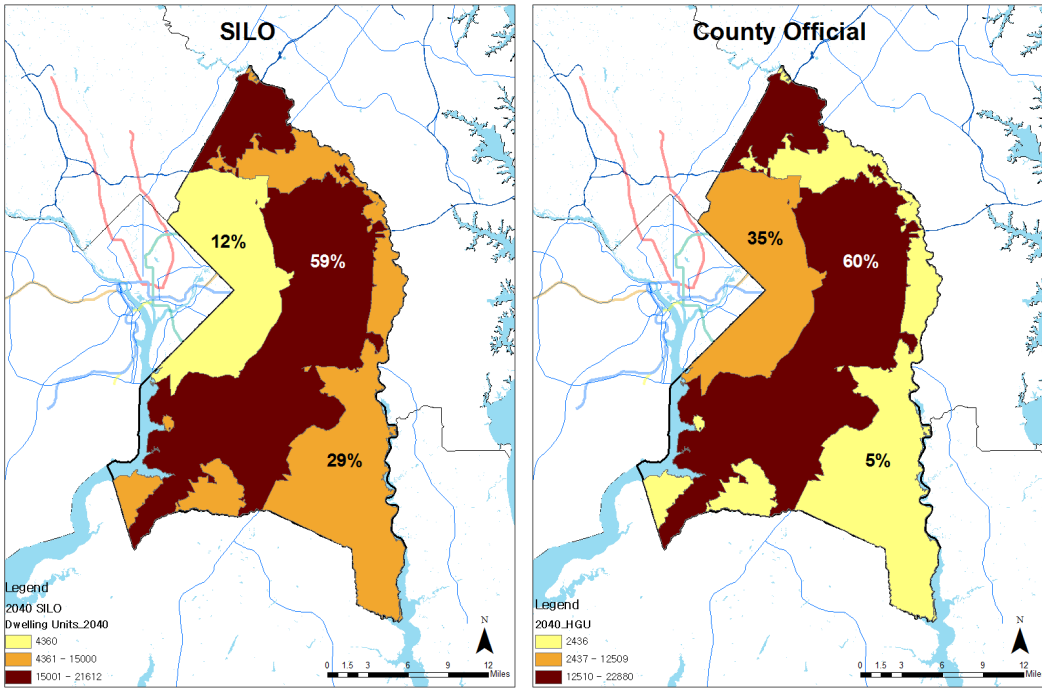 SILO
12%
59%
29%
Legend
2040 SILO
Dwelling Units_2040
4360
4361 - 15000
15001 - 21612
N
0 1.5 3 6 9 12
Miles
County Official
35%
60%
5%
Legend
2040_HGU
2436
2437 - 12509
12510 - 22880
N
0 1.5 3 6 9 12
Miles